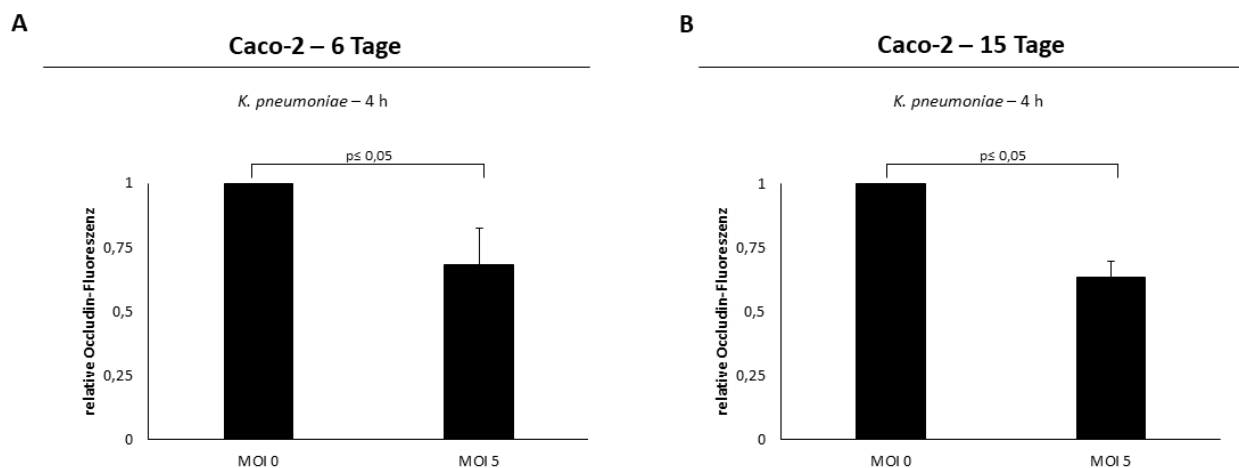 A
Caco-2 – 6 Tage
K. pneumoniae – 4 h
p≤ 0,05
relative Occludin-Fluoreszenz
1
0,75
0,5
0,25
0
MOI 0
MOI 5
B
Caco-2 – 15 Tage
K. pneumoniae – 4 h
p≤ 0,05
relative Occludin-Fluoreszenz
1
0,75
0,5
0,25
0
MOI 0
MOI 5